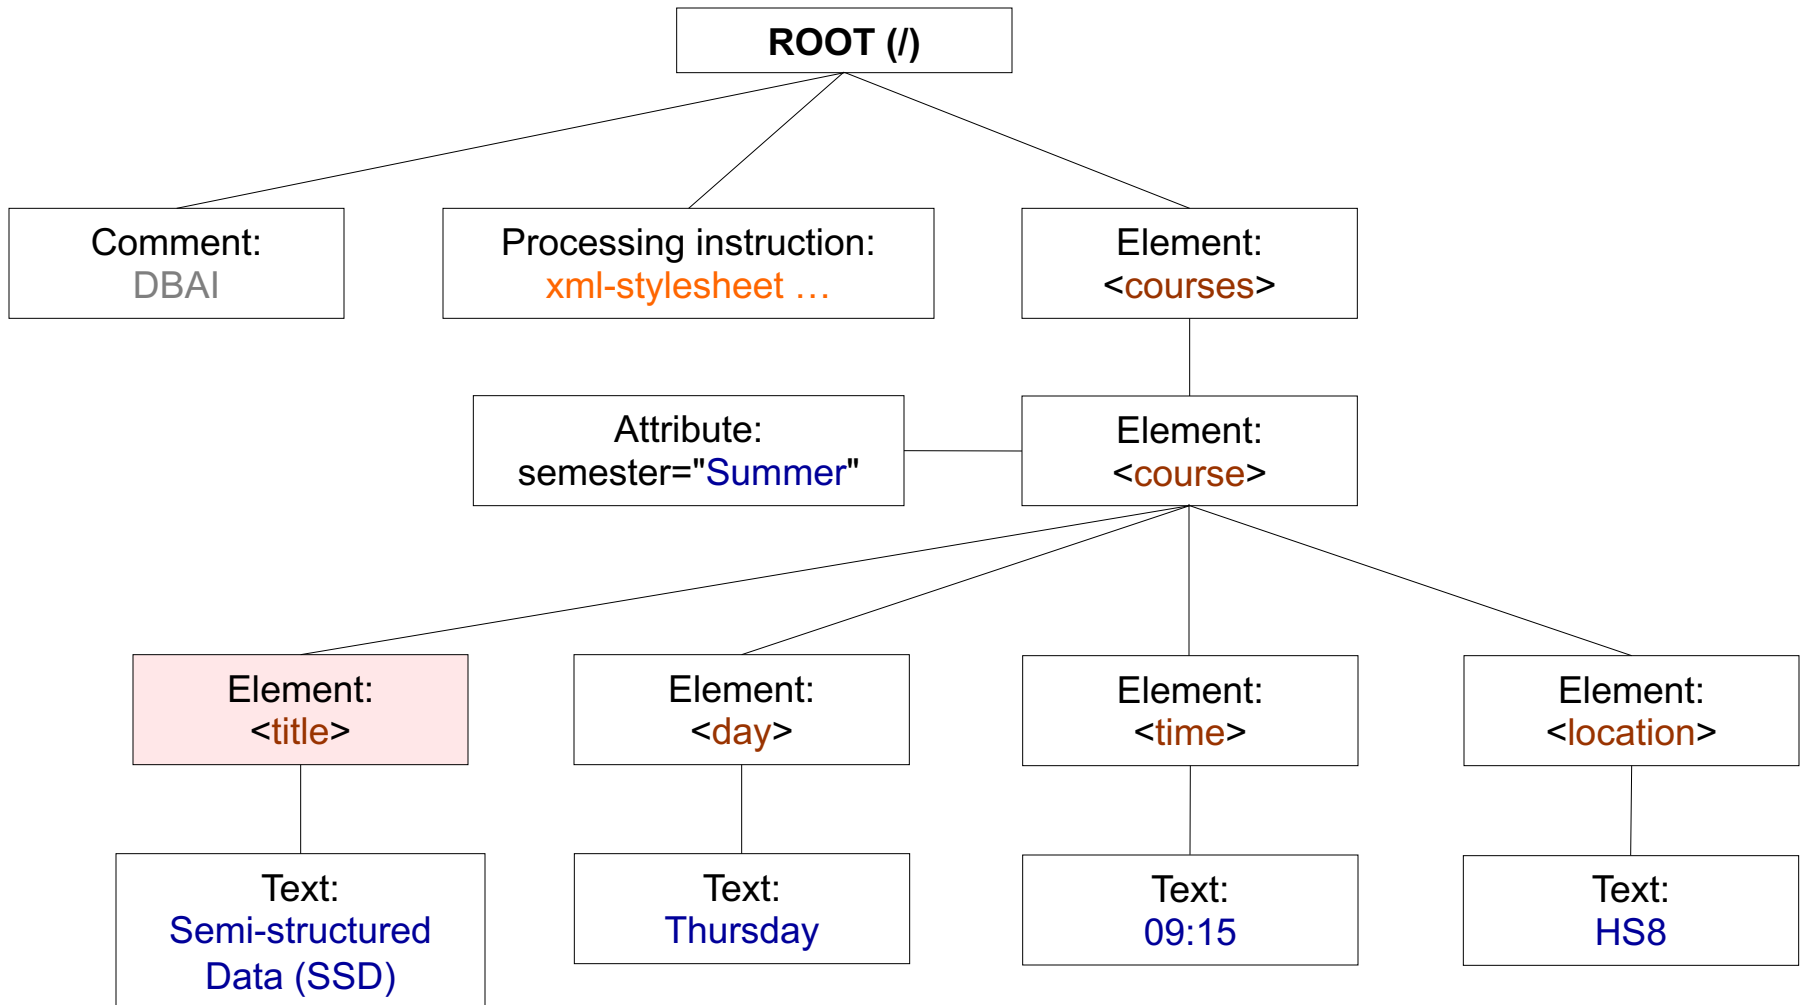 ROOT (/)
Comment:
DBAI
Processing instruction:
xml-stylesheet …
Element:
<courses>
Attribute:
semester="Summer"
Element:
<course>
Element:
<title>
Element:
<day>
Element:
<time>
Element:
<location>
Text:
Semi-structured
Data (SSD)
Text:
Thursday
Text:
09:15
Text:
HS8